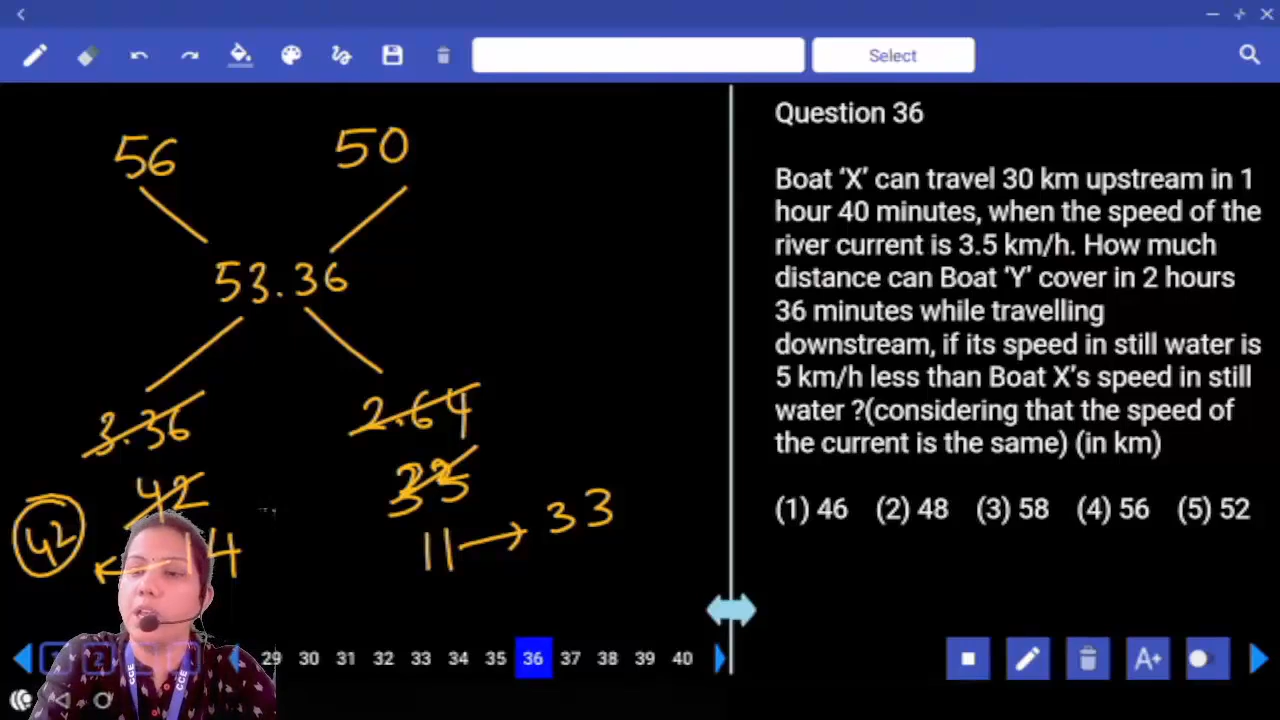 Select
56 50
53.36
3.36 2.64
42 33
42 14 11 → 33
Question 36
Boat ‘X’ can travel 30 km upstream in 1
hour 40 minutes, when the speed of the
river current is 3.5 km/h. How much
distance can Boat ‘Y’ cover in 2 hours
36 minutes while travelling
downstream, if its speed in still water is
5 km/h less than Boat X’s speed in still
water ?(considering that the speed of
the current is the same) (in km)
(1) 46 (2) 48 (3) 58 (4) 56 (5) 52
29 30 31 32 33 34 35 36 37 38 39 40
A+
CCE CCE